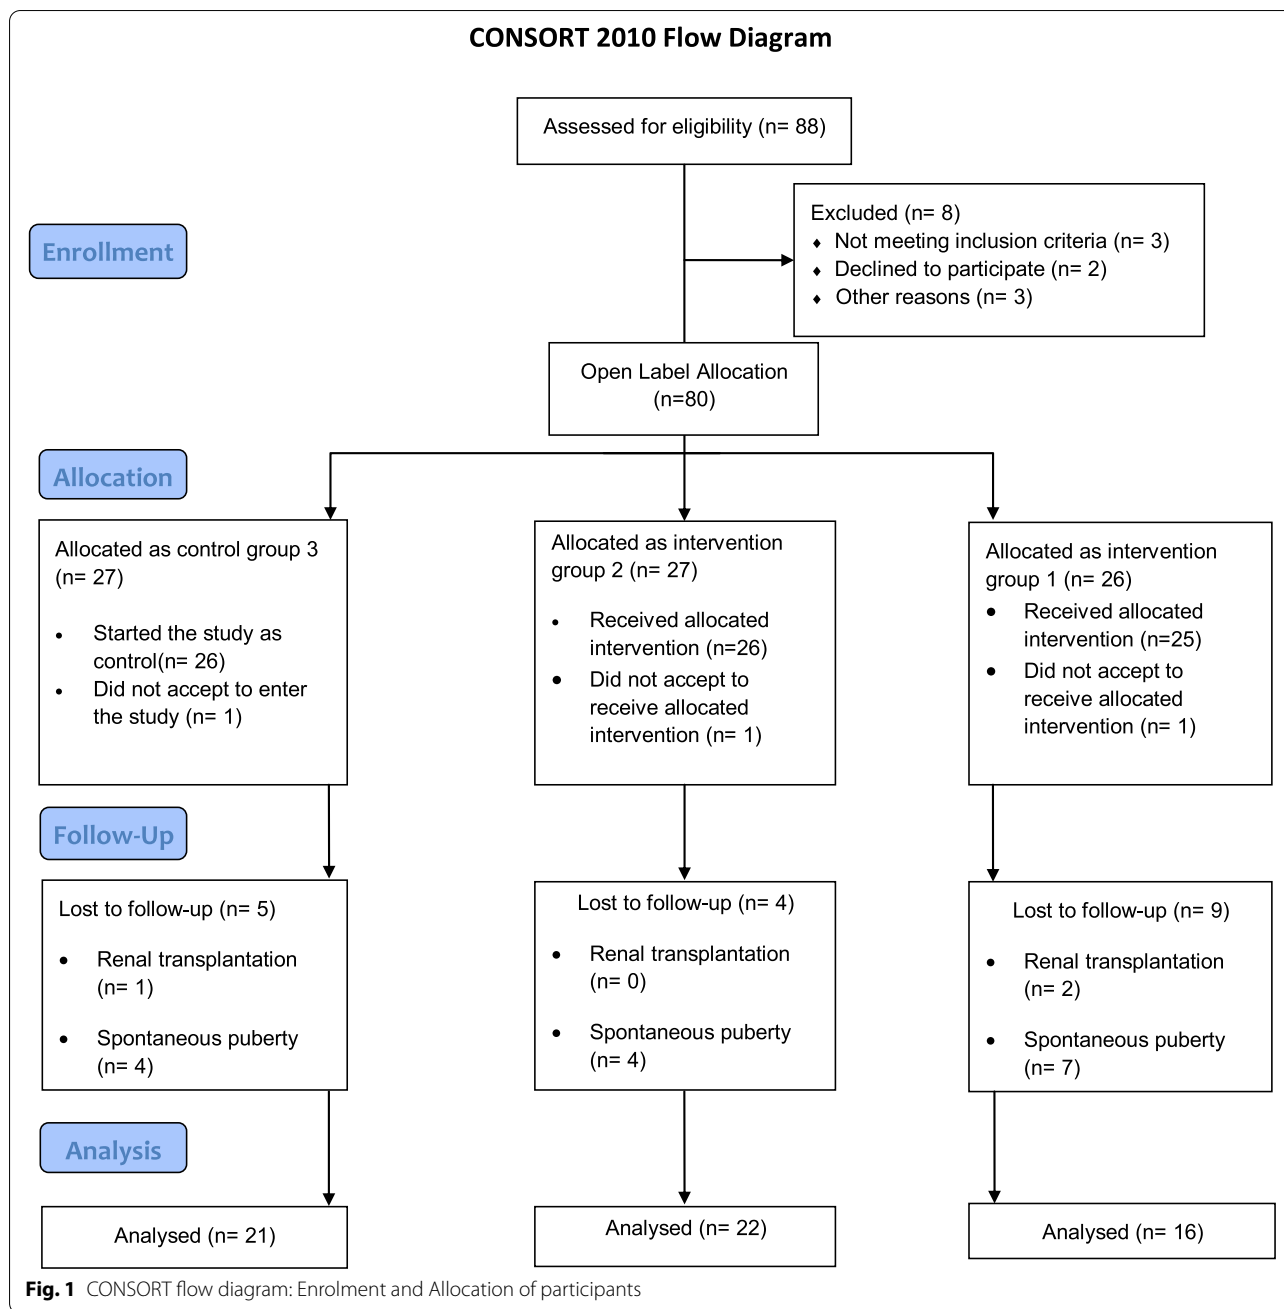 CONSORT 2010 Flow Diagram
Assessed for eligibility (n= 88)
Enrollment
Excluded (n= 8)
⬧ Not meeting inclusion criteria (n= 3)
⬧ Declined to participate (n= 2)
⬧ Other reasons (n= 3)
Open Label Allocation
(n=80)
Allocation
Allocated as control group 3
(n= 27)
• Started the study as
control(n= 26)
• Did not accept to enter
the study (n= 1)
Allocated as intervention
group 2 (n= 27)
• Received allocated
intervention (n=26)
• Did not accept to
receive allocated
intervention (n= 1)
Allocated as intervention
group 1 (n= 26)
• Received allocated
intervention (n=25)
• Did not accept to
receive allocated
intervention (n= 1)
Follow-Up
Lost to follow-up (n= 5)
• Renal transplantation
(n= 1)
• Spontaneous puberty
(n= 4)
Lost to follow-up (n= 4)
• Renal transplantation
(n= 0)
• Spontaneous puberty
(n= 4)
Lost to follow-up (n= 9)
• Renal transplantation
(n= 2)
• Spontaneous puberty
(n= 7)
Analysis
Analysed (n= 21)
Analysed (n= 22)
Analysed (n= 16)
Fig. 1 CONSORT flow diagram: Enrolment and Allocation of participants